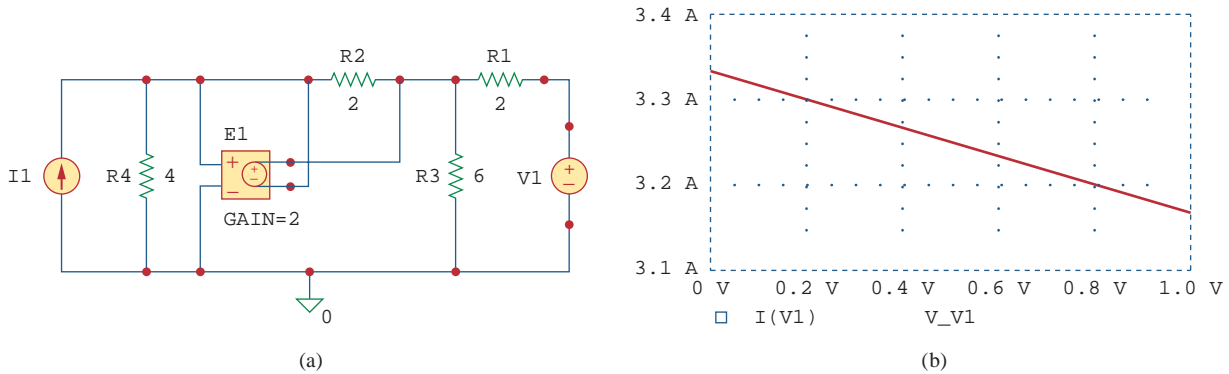 R2
R1
2
2
E1
+
−
+
−
I1
R4
4
R3
6
V1
+
−
GAIN=2
0
(a)
3.4 A
3.3 A
3.2 A
3.1 A
0 V
0.2 V
0.4 V
0.6 V
0.8 V
1.0 V
I(V1)
V_V1
(b)